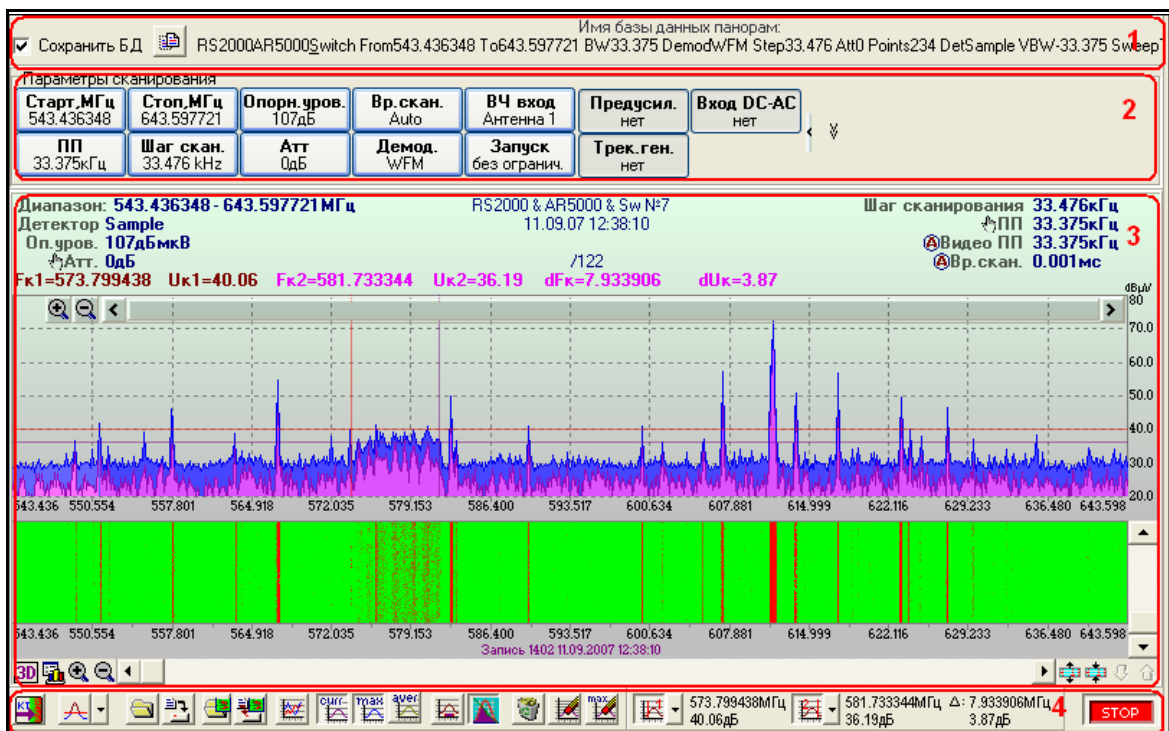 Имя базы данных панорам:
Сохранить БД RS2000AR5000Switch From543.436348 To643.597721 BW33.375 DemodWFM Step33.476 Att0 Points234 DetSample VBW-33.375 Sweep
1
Параметры сканирования
Старт,МГц Стоп,МГц Опорн.уров. Вр.скан. ВЧ вход Предусил. Вход DC-AC
543.436348 643.597721 107дБ Auto Антенна 1 нет нет
2
ПП Шаг скан. Атт Демод. Запуск Трек.ген.
33.375кГц 33.476 kHz 0дБ WFM без огранич. нет
Диапазон: 543.436348-643.597721МГц RS2000 & AR5000 & Sw №7 Шаг сканирования 33.476кГц
Детектор Sample 11.09.07 12:38:10 ПП 33.375кГц
Оп.уров. 107дБмкВ AВидео ПП 33.375кГц 3
Атт. 0дБ /122 AВр.скан. 0.001мс
Fк1=573.799438 Uк1=40.06 Fк2=581.733344 Uк2=36.19 dFк=7.933906 dUк=3.87
dBµV
80
70.0
60.0
50.0
40.0
30.0
20.0
543.436 550.554 557.801 564.918 572.035 579.153 586.400 593.517 600.634 607.881 614.999 622.116 629.233 636.480 643.598
543.436 550.554 557.801 564.918 572.035 579.153 586.400 593.517 600.634 607.881 614.999 622.116 629.233 636.480 643.598
Запись 1402 11.09.2007 12:38:10
3D
КТ curr- max aver max 573.799438МГц 581.733344МГц Δ: 7.933906МГц 4
40.06дБ 36.19дБ 3.87дБ
STOP